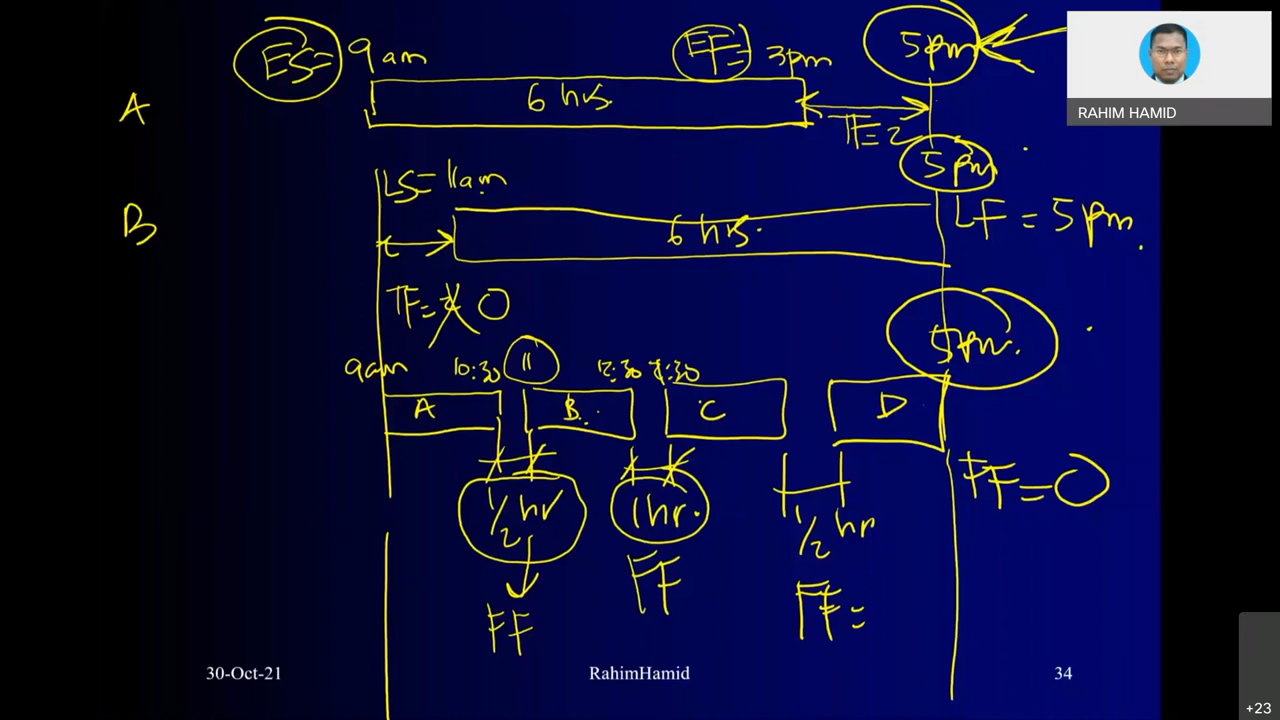 ES= 9am EF= 3pm 5pm
RAHIM HAMID
A 6 hrs.
TF=2
5pm
LS= 11am
B 6 hrs. LF = 5pm.
TF= 0
5pm.
9am 10:30 11 12:30 1:30
A B. C D
1/2 hr 1hr. 1/2 hr FF=0
FF FF FF=
30-Oct-21 RahimHamid 34
+23